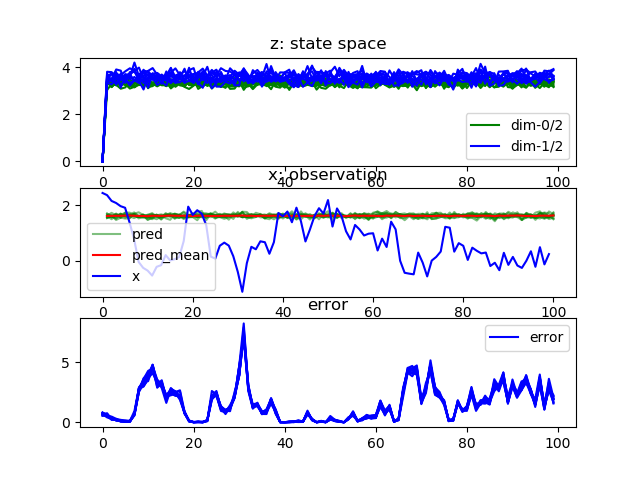 z: state space
4
2
0
dim-0/2
dim-1/2
0 20 40 60 80 100
x: observation
2
0
pred
pred_mean
x
0 20 40 60 80 100
error
5
0
error
0 20 40 60 80 100